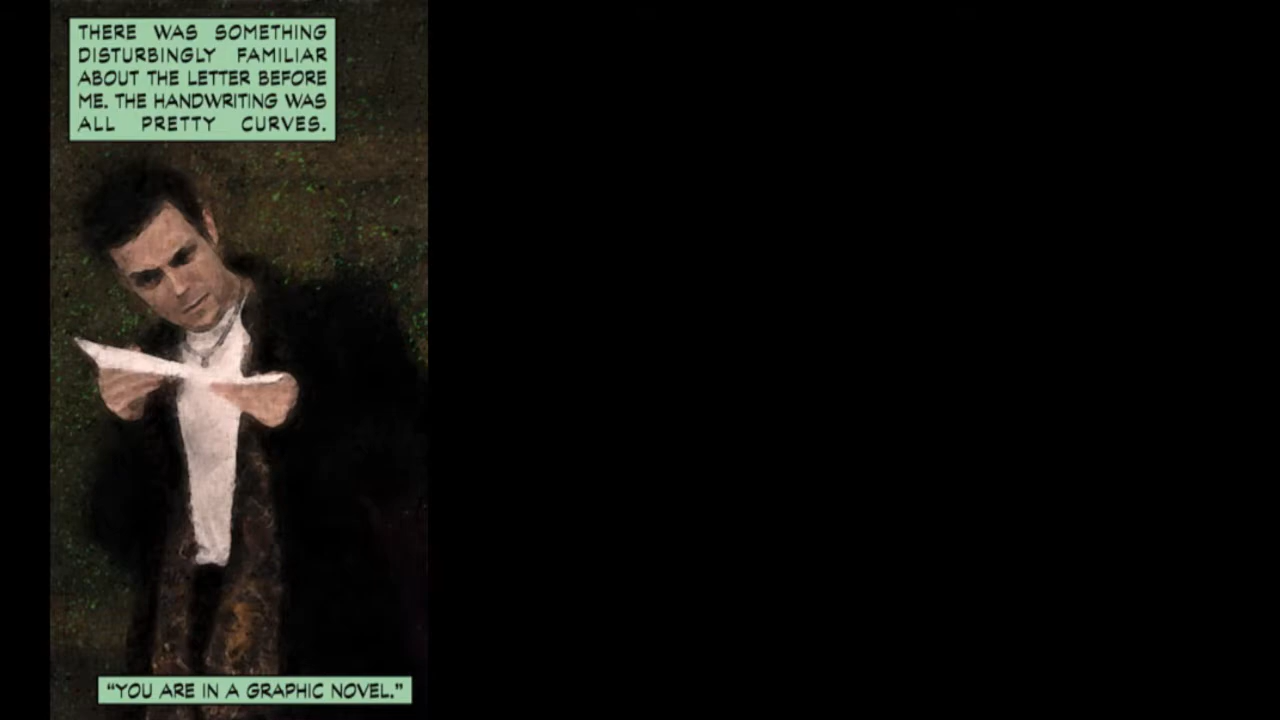 THERE WAS SOMETHING
DISTURBINGLY FAMILIAR
ABOUT THE LETTER BEFORE
ME. THE HANDWRITING WAS
ALL PRETTY CURVES.
“YOU ARE IN A GRAPHIC NOVEL.”